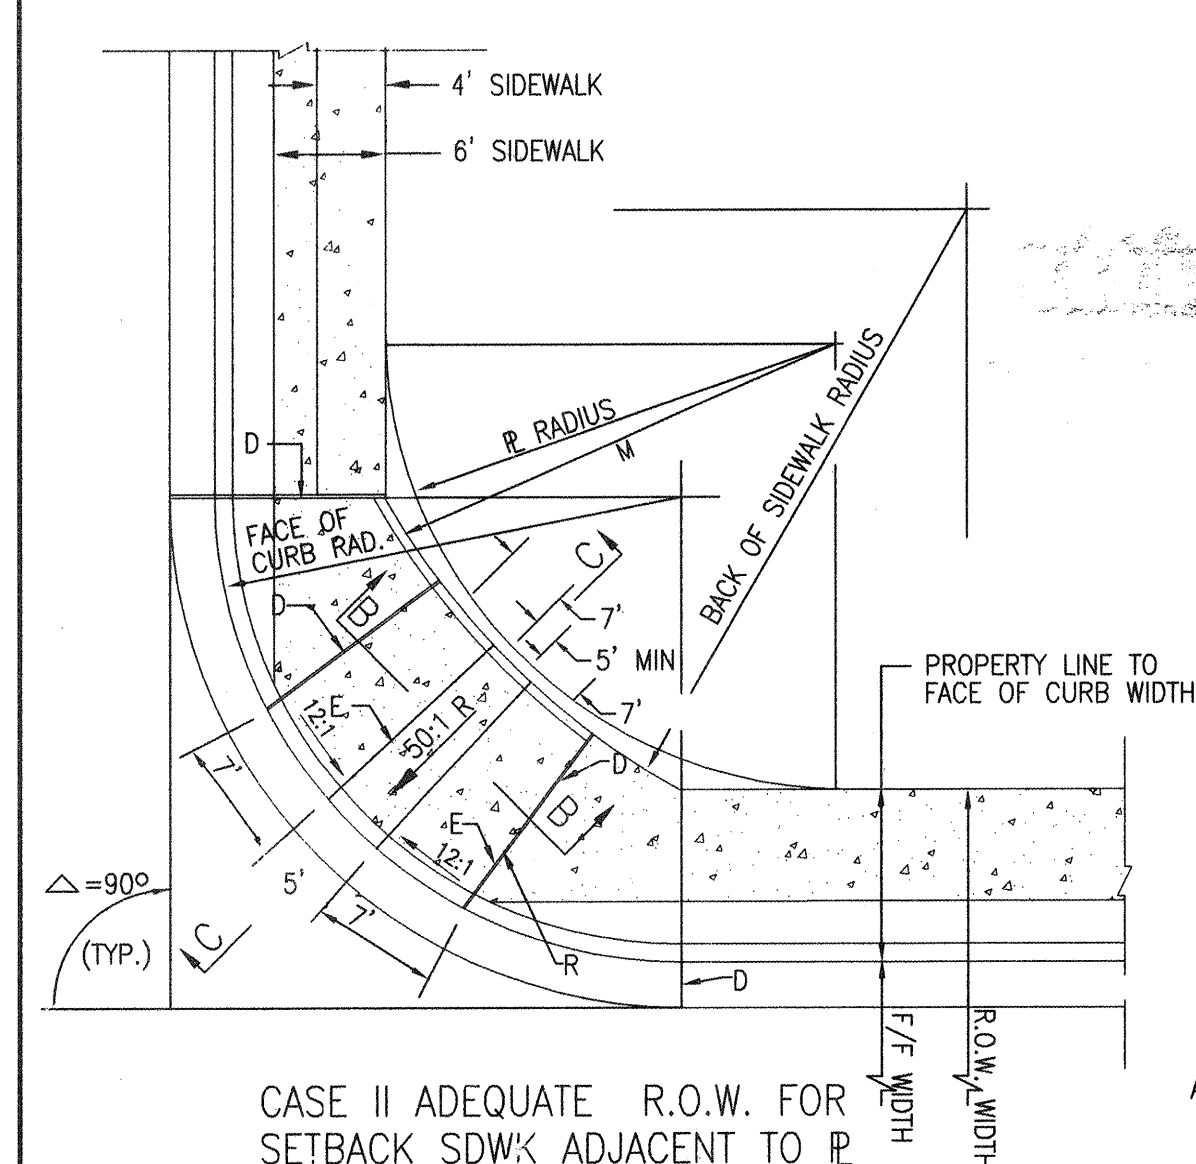 4' SIDEWALK
6' SIDEWALK
D
℄ RADIUS
M
BACK OF SIDEWALK RADIUS
FACE OF
CURB RAD.
C
B
D
7'
5' MIN
7'
PROPERTY LINE TO
FACE OF CURB WIDTH
12:1
E
50:1 R
D
7'
B
E
12:1
△=90°
5'
7'
(TYP.)
C
R
D
F/F WIDTH
R.O.W. WIDTH
CASE II ADEQUATE R.O.W. FOR
SETBACK SDWK ADJACENT TO ℄